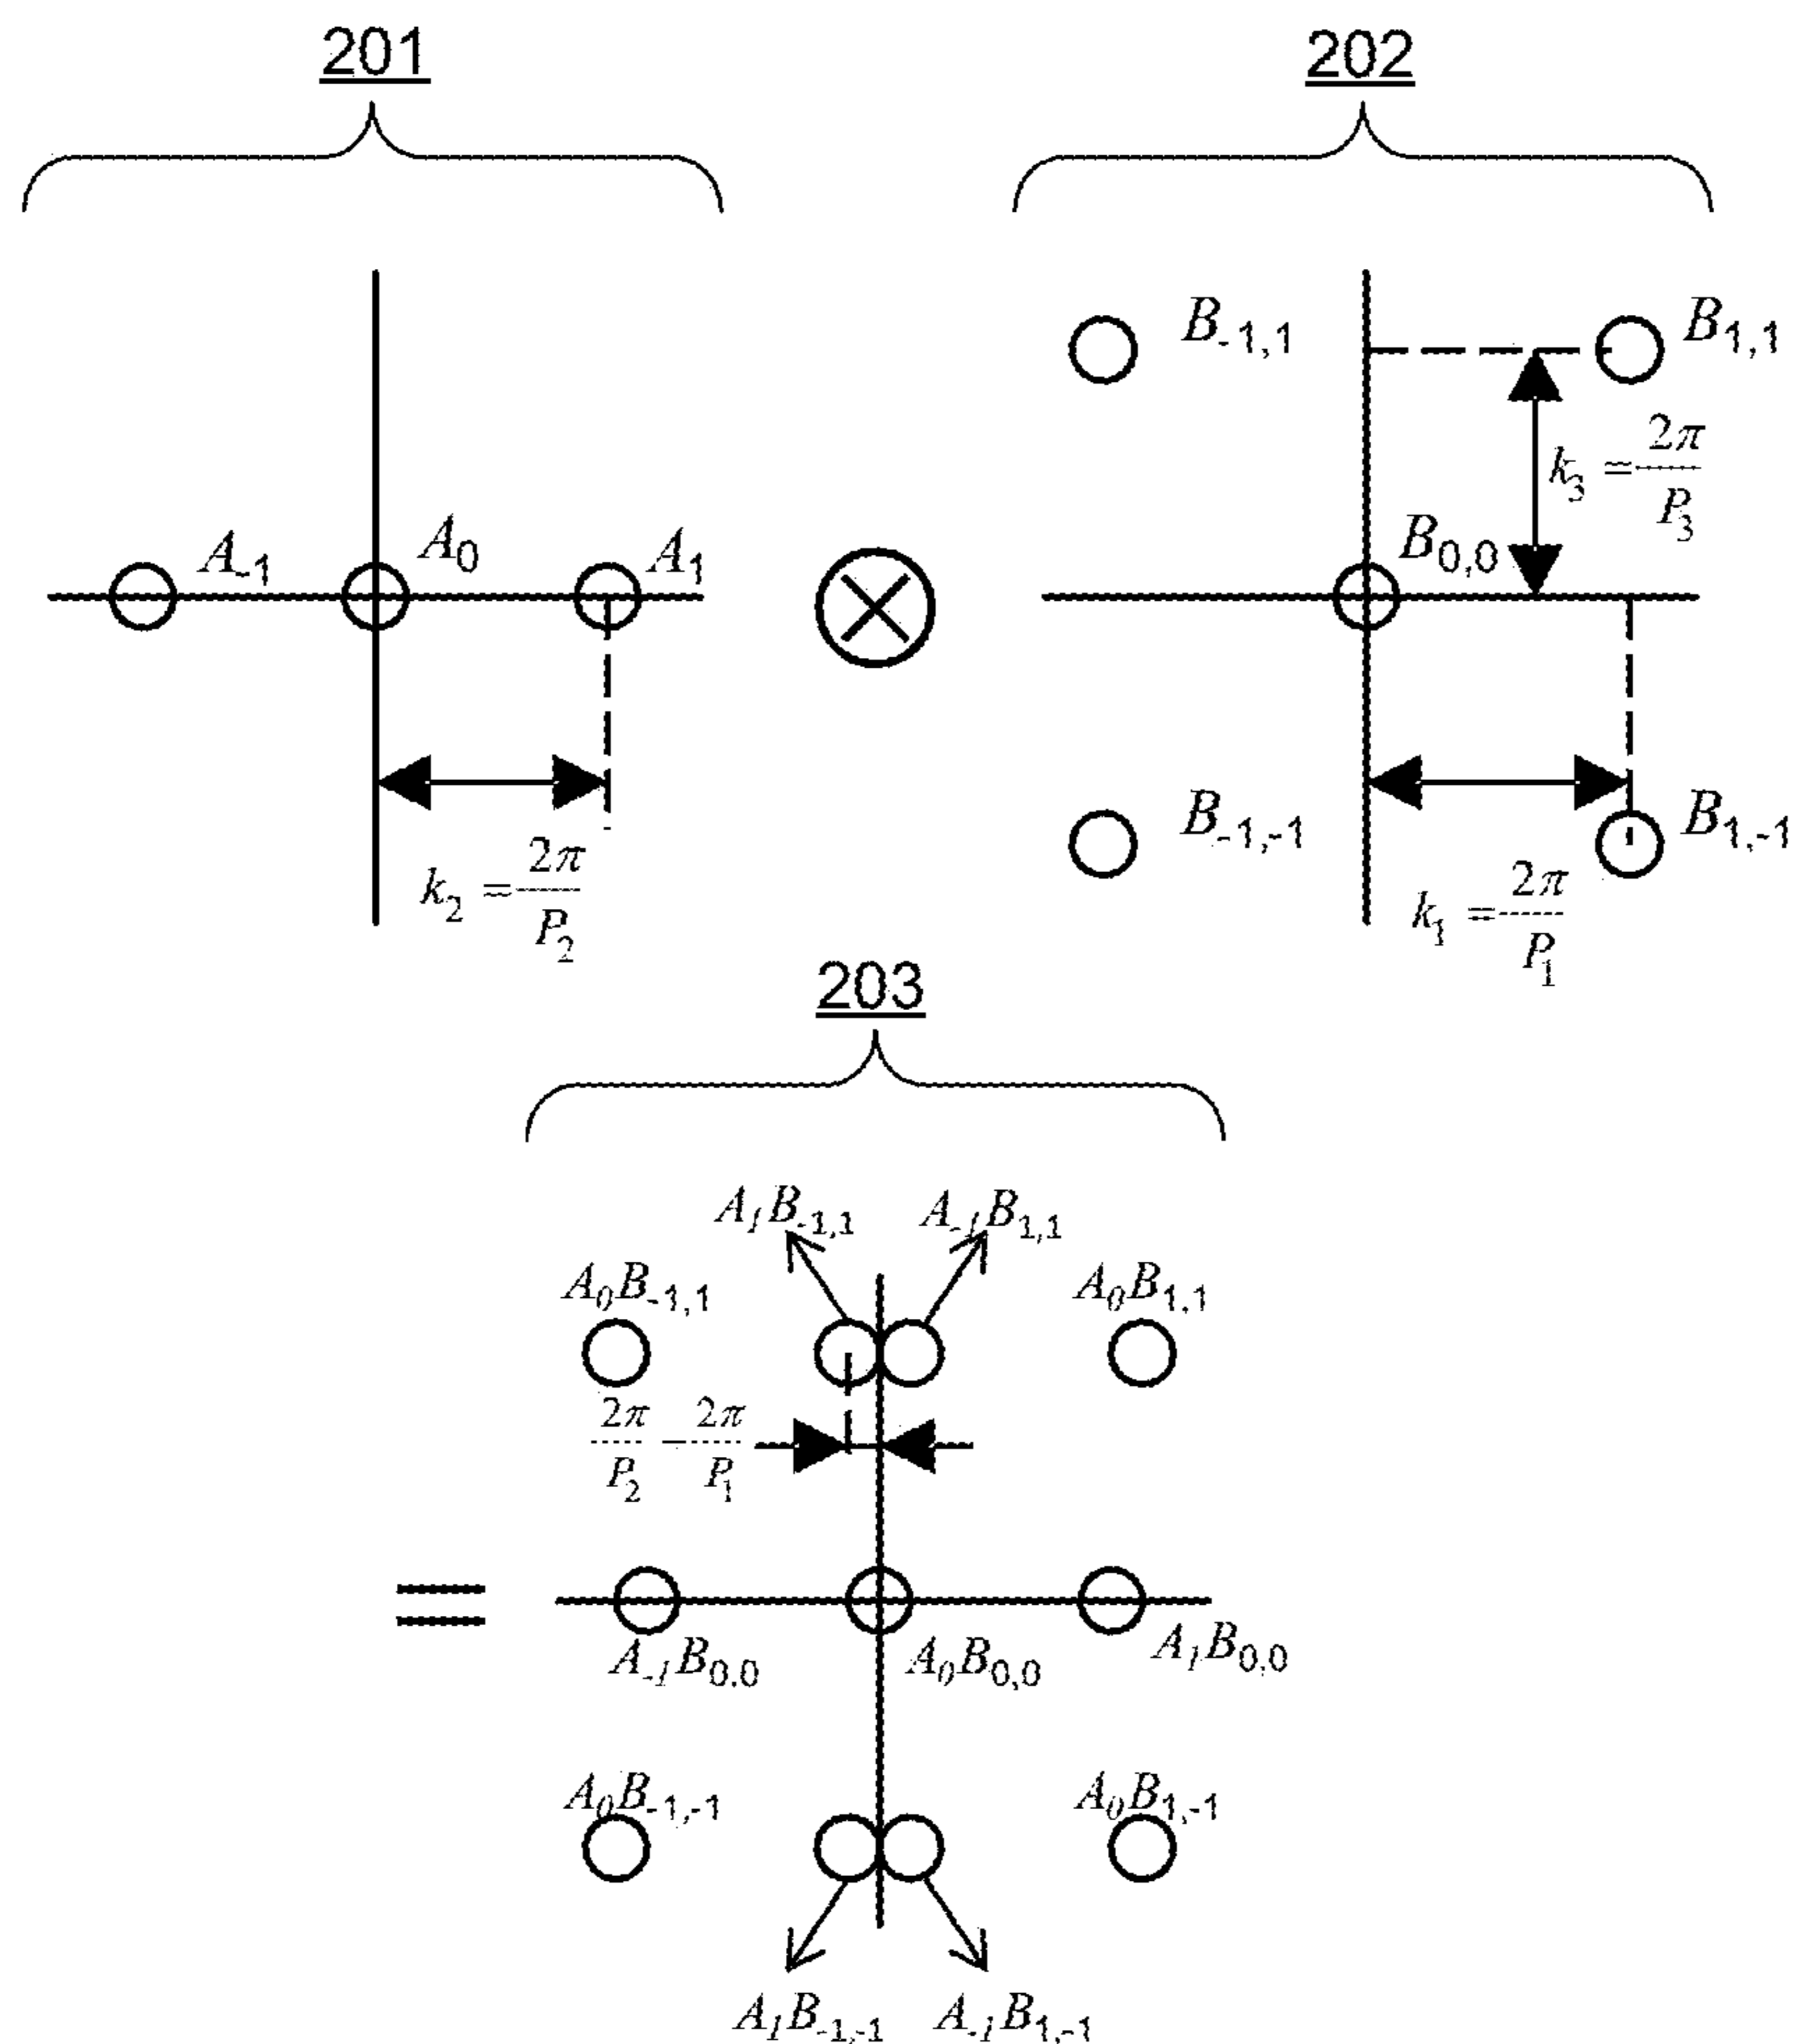 201
202
B₋₁,₁
B₁,₁
k₃ = 2π/P₃
A₋₁
A₀
A₁
⊗
B₀,₀
B₋₁,₋₁
B₁,₋₁
k₂ = 2π/P₂
k₁ = 2π/P₁
203
A₁B₋₁,₁
A₋₁B₁,₁
A₀B₋₁,₁
A₀B₁,₁
2π/P₂ − 2π/P₁
=
A₋₁B₀.₀
A₀B₀,₀
A₁B₀,₀
A₀B₋₁,₋₁
A₀B₁,₋₁
A₁B₋₁,₋₁
A₋₁B₁,₋₁